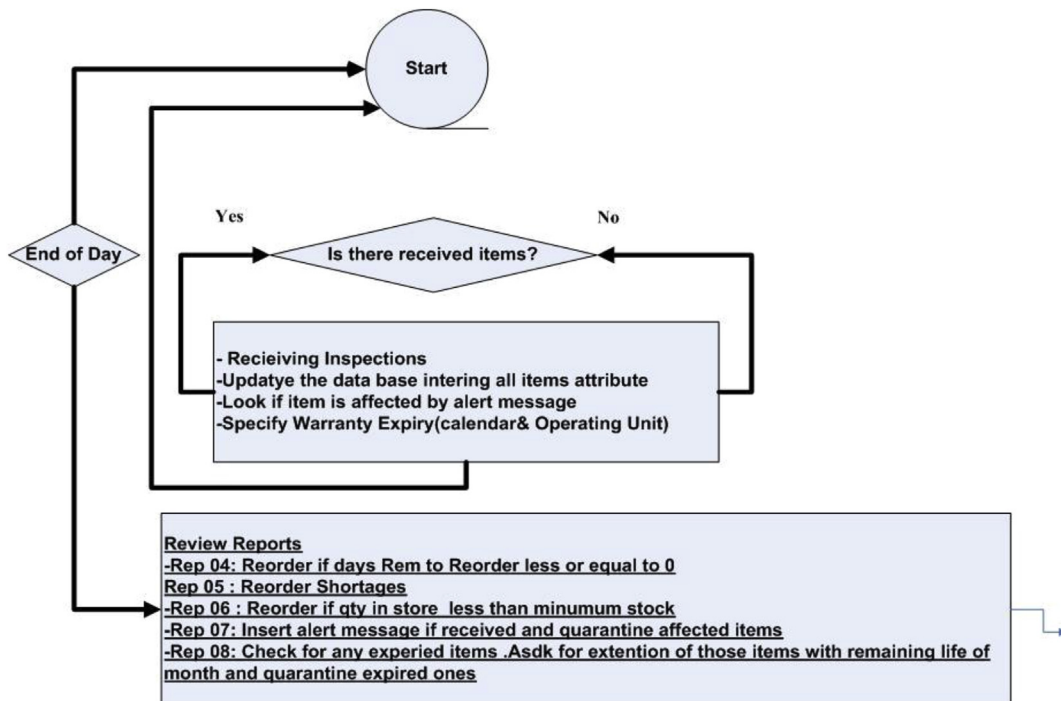 Start
Yes
No
End of Day
Is there received items?
- Recieiving Inspections
-Updatye the data base intering all items attribute
-Look if item is affected by alert message
-Specify Warranty Expiry(calendar& Operating Unit)
Review Reports
-Rep 04: Reorder if days Rem to Reorder less or equal to 0
Rep 05 : Reorder Shortages
-Rep 06 : Reorder if qty in store less than minumum stock
-Rep 07: Insert alert message if received and quarantine affected items
-Rep 08: Check for any experied items .Asdk for extention of those items with remaining life of
month and quarantine expired ones